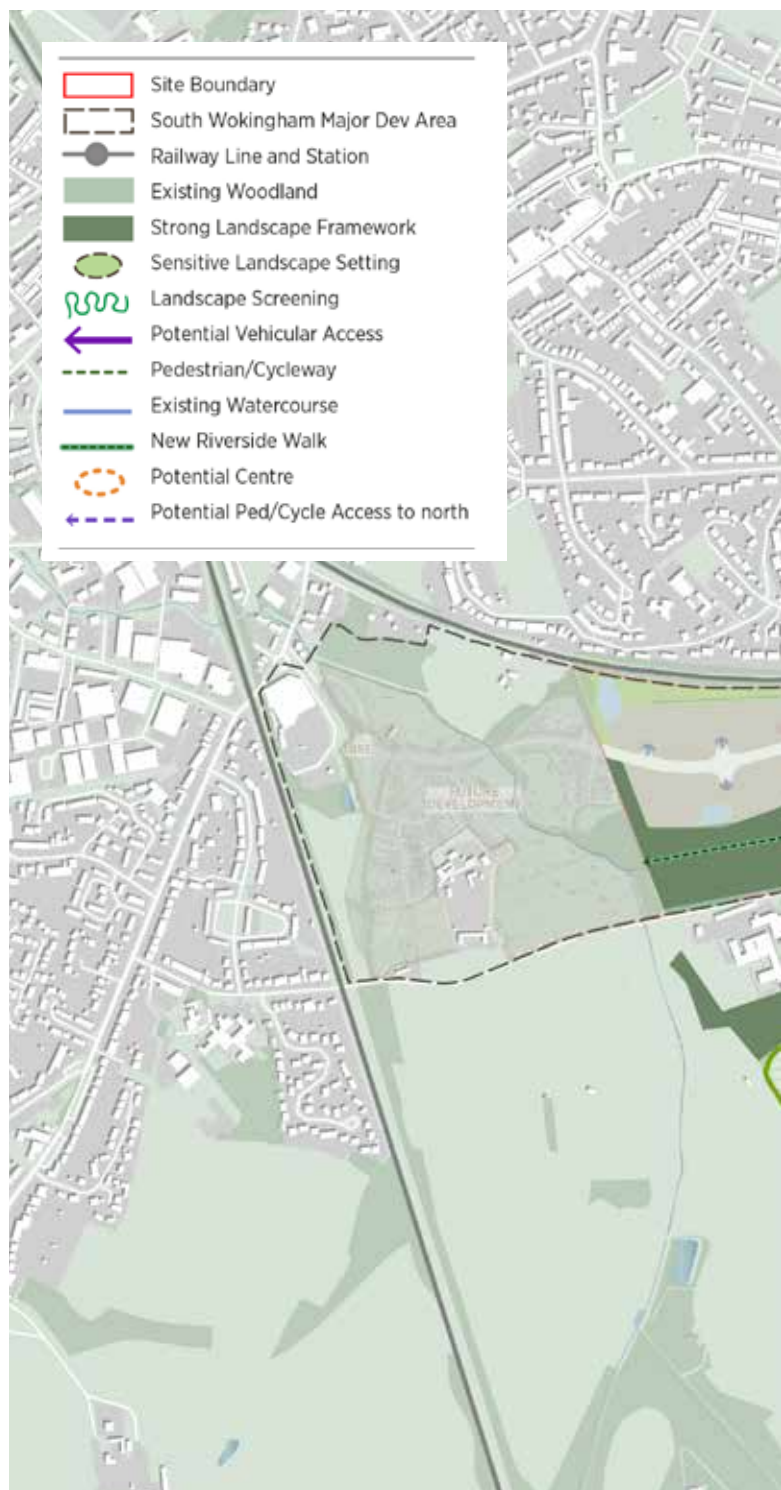 Site Boundary
South Wokingham Major Dev Area
Railway Line and Station
Existing Woodland
Strong Landscape Framework
Sensitive Landscape Setting
Landscape Screening
Potential Vehicular Access
Pedestrian/Cycleway
Existing Watercourse
New Riverside Walk
Potential Centre
Potential Ped/Cycle Access to north
FUTURE
DEVELOPMENT